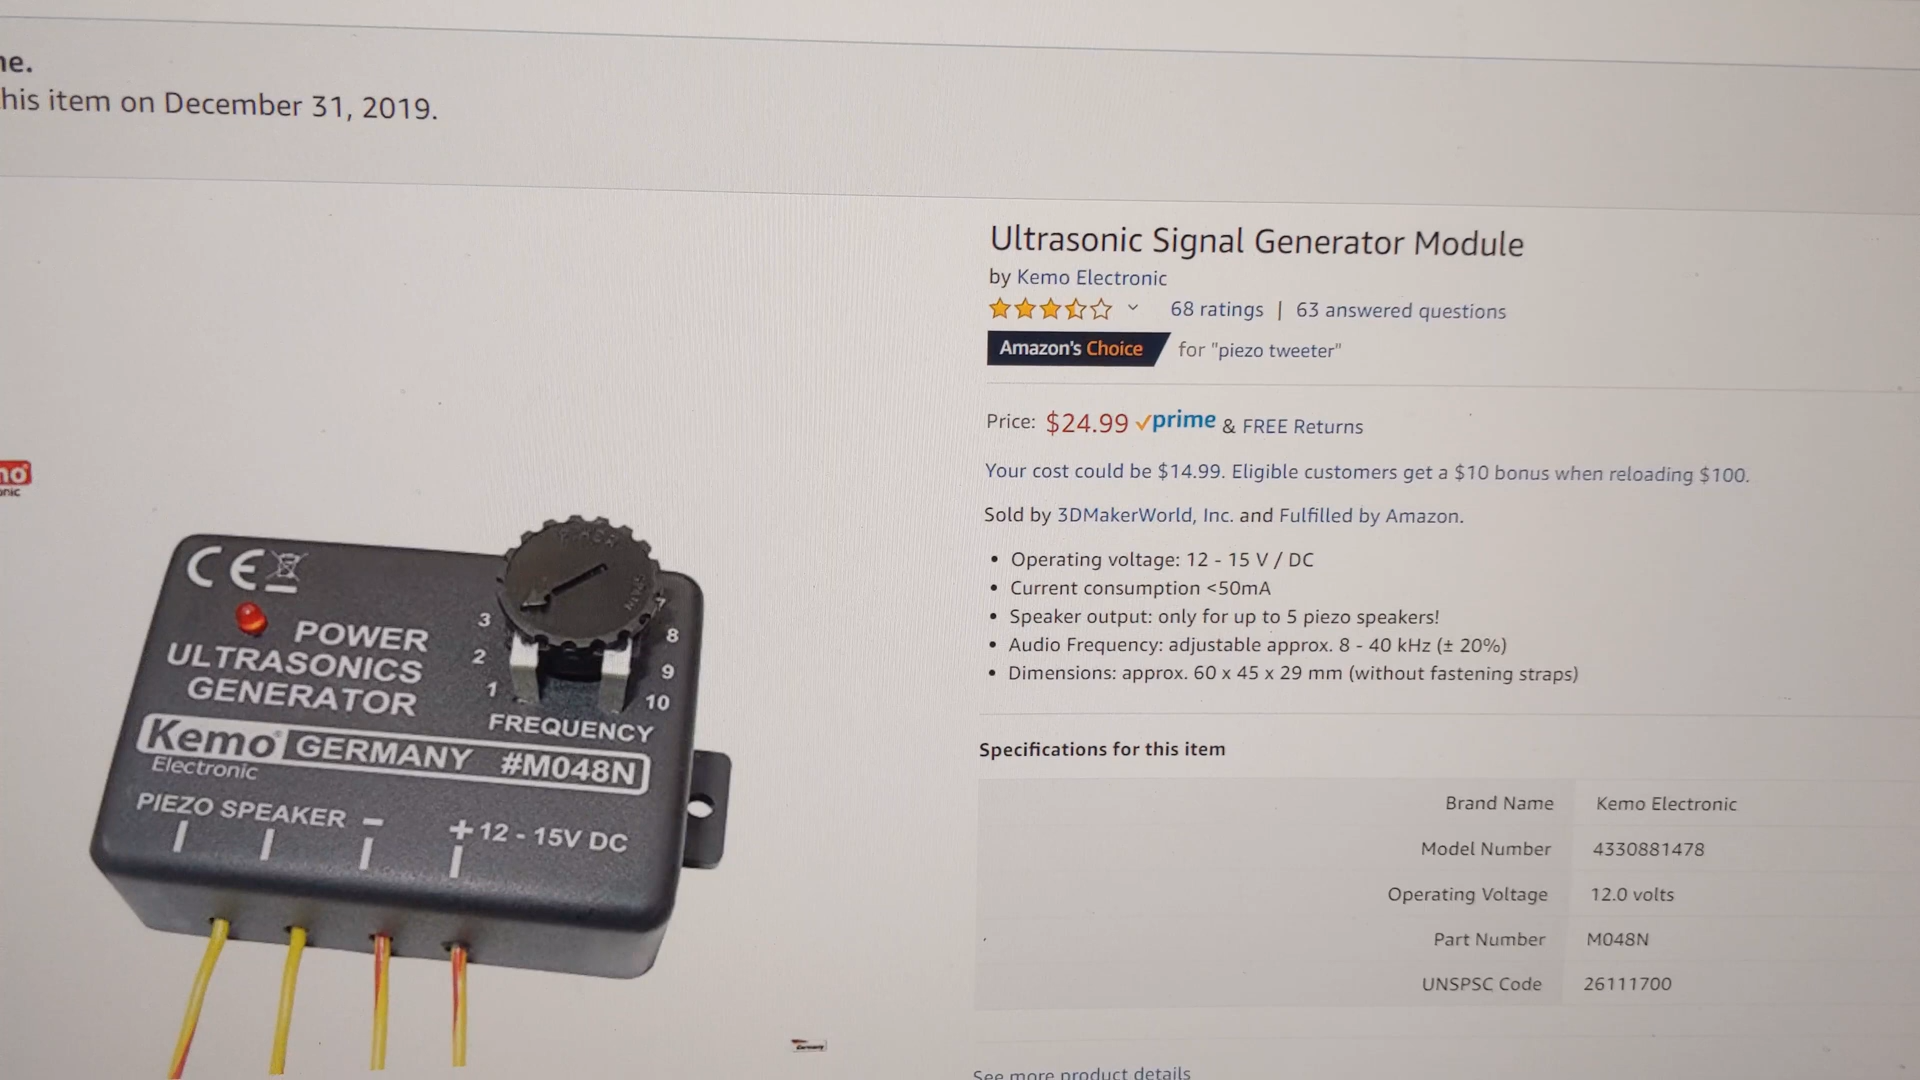 ne.
his item on December 31, 2019.
Ultrasonic Signal Generator Module
by Kemo Electronic
68 ratings | 63 answered questions
Amazon's Choice for "piezo tweeter"
Price: $24.99 prime & FREE Returns
Your cost could be $14.99. Eligible customers get a $10 bonus when reloading $100.
Sold by 3DMakerWorld, Inc. and Fulfilled by Amazon.
• Operating voltage: 12 - 15 V / DC
• Current consumption <50mA
• Speaker output: only for up to 5 piezo speakers!
• Audio Frequency: adjustable approx. 8 - 40 kHz (± 20%)
• Dimensions: approx. 60 x 45 x 29 mm (without fastening straps)
Specifications for this item
Brand Name Kemo Electronic
Model Number 4330881478
Operating Voltage 12.0 volts
Part Number M048N
UNSPSC Code 26111700
See more product details
mo
onic
CE
POWER
ULTRASONICS
GENERATOR
3
2
1
7
8
9
10
FREQUENCY
Kemo GERMANY #M048N
Electronic
PIEZO SPEAKER - + 12 - 15V DC
Germany